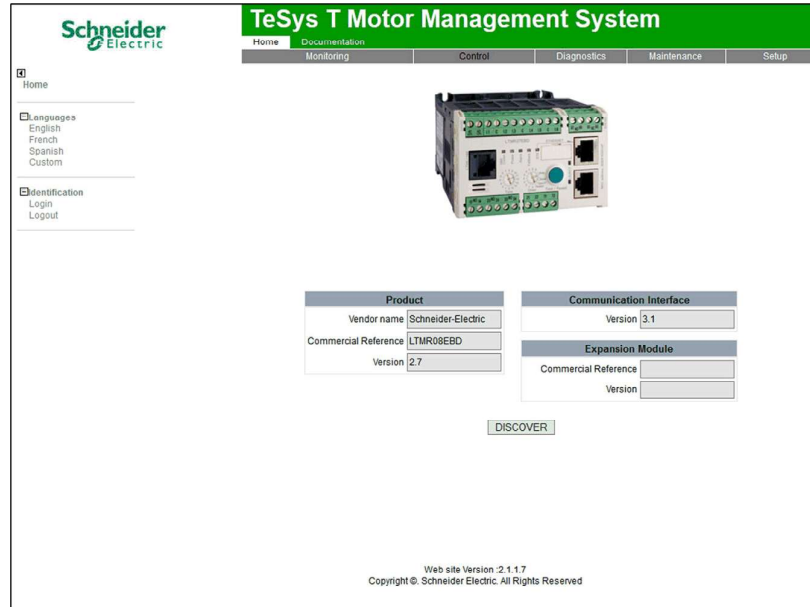 Schneider
Electric
TeSys T Motor Management System
Home Documentation
Monitoring Control Diagnostics Maintenance Setup
Home
Languages
English
French
Spanish
Custom
Identification
Login
Logout
LTMR08EBD
Product
Vendor name Schneider-Electric
Commercial Reference LTMR08EBD
Version 2.7
Communication Interface
Version 3.1
Expansion Module
Commercial Reference
Version
DISCOVER
Web site Version :2.1.1.7
Copyright ©. Schneider Electric. All Rights Reserved